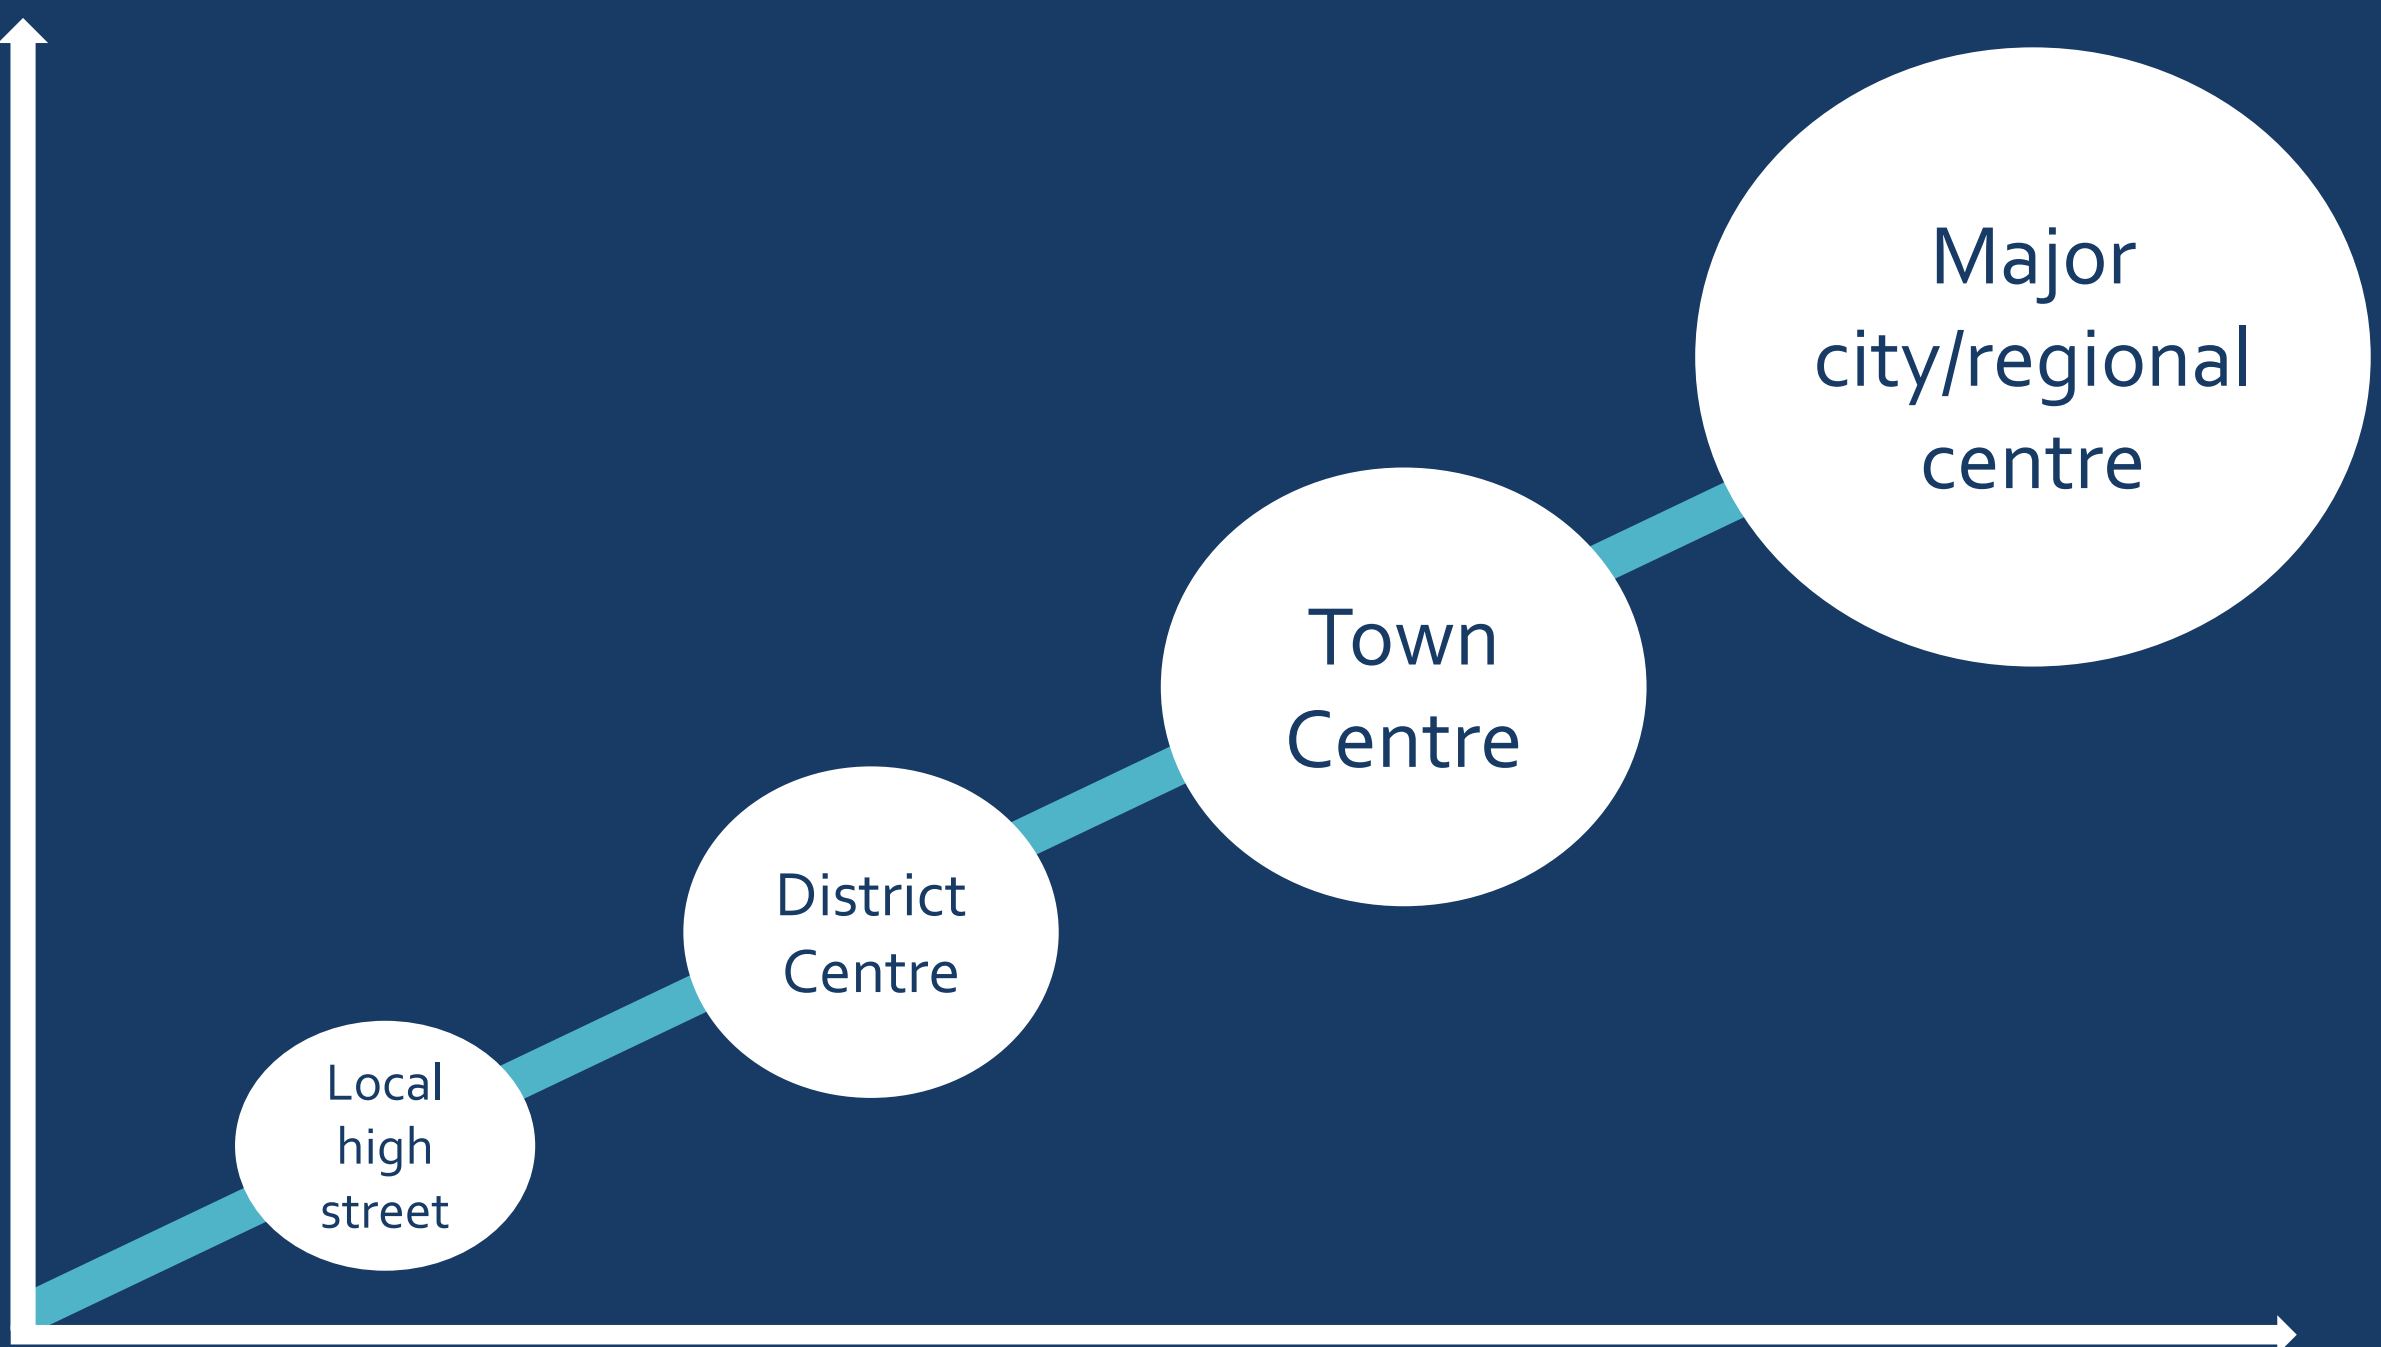 Major
city/regional
centre
Town
Centre
District
Centre
Local
high
street